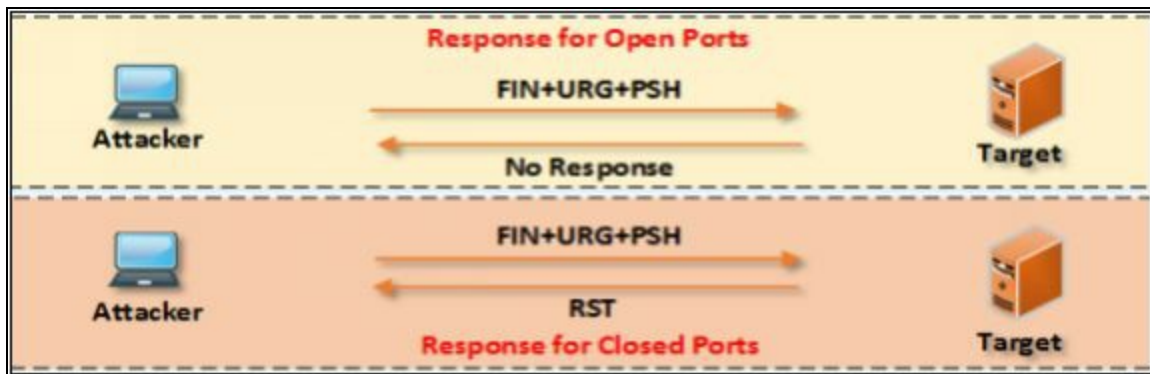 Response for Open Ports
FIN+URG+PSH
Attacker
No Response
Target
FIN+URG+PSH
Attacker
RST
Target
Response for Closed Ports